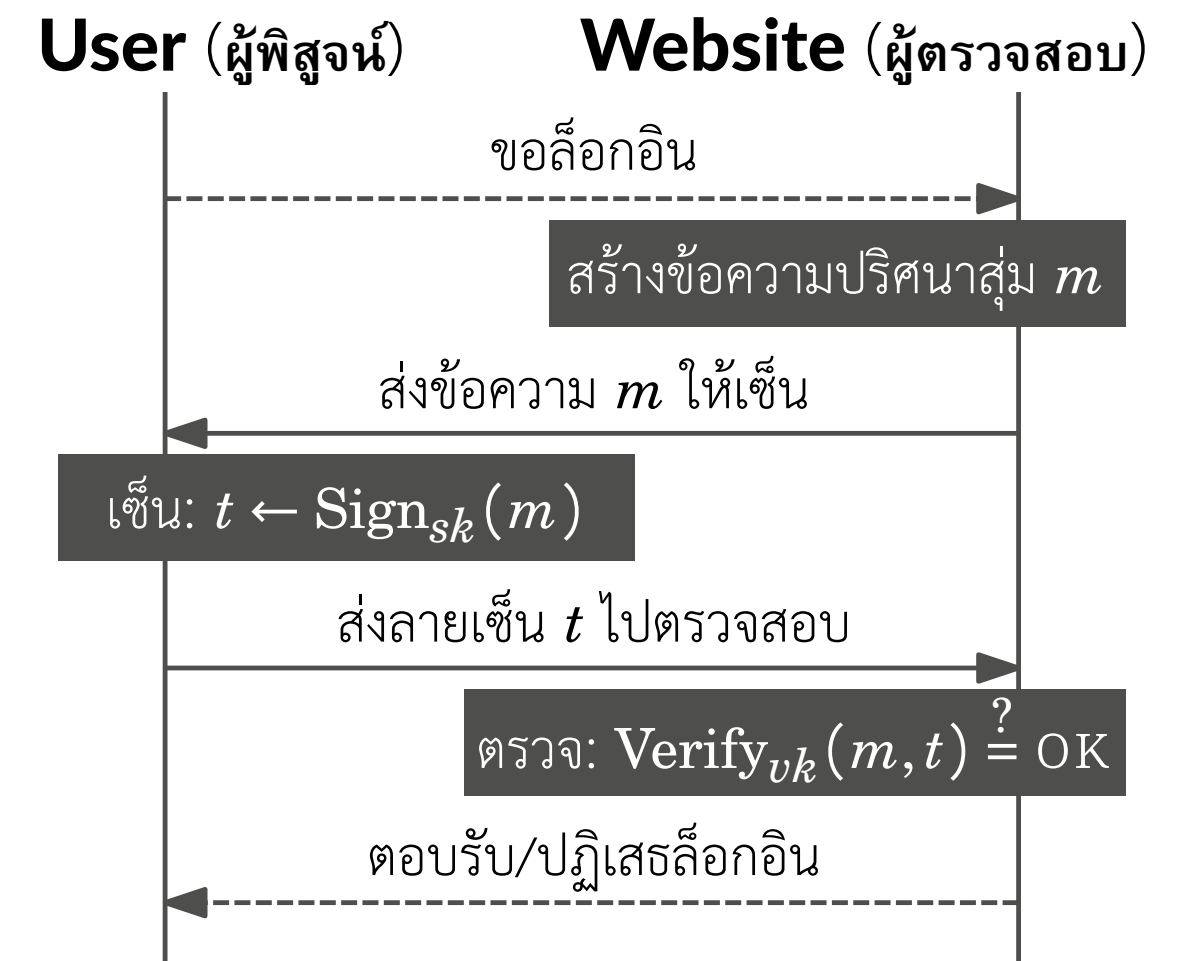 User (ผู้พิสูจน์) Website (ผู้ตรวจสอบ)
ขอล็อกอิน
สร้างข้อความปริศนาสุ่ม m
ส่งข้อความ m ให้เซ็น
เซ็น: t ← Sign_sk(m)
ส่งลายเซ็น t ไปตรวจสอบ
ตรวจ: Verify_vk(m, t) ≟ OK
ตอบรับ/ปฏิเสธล็อกอิน